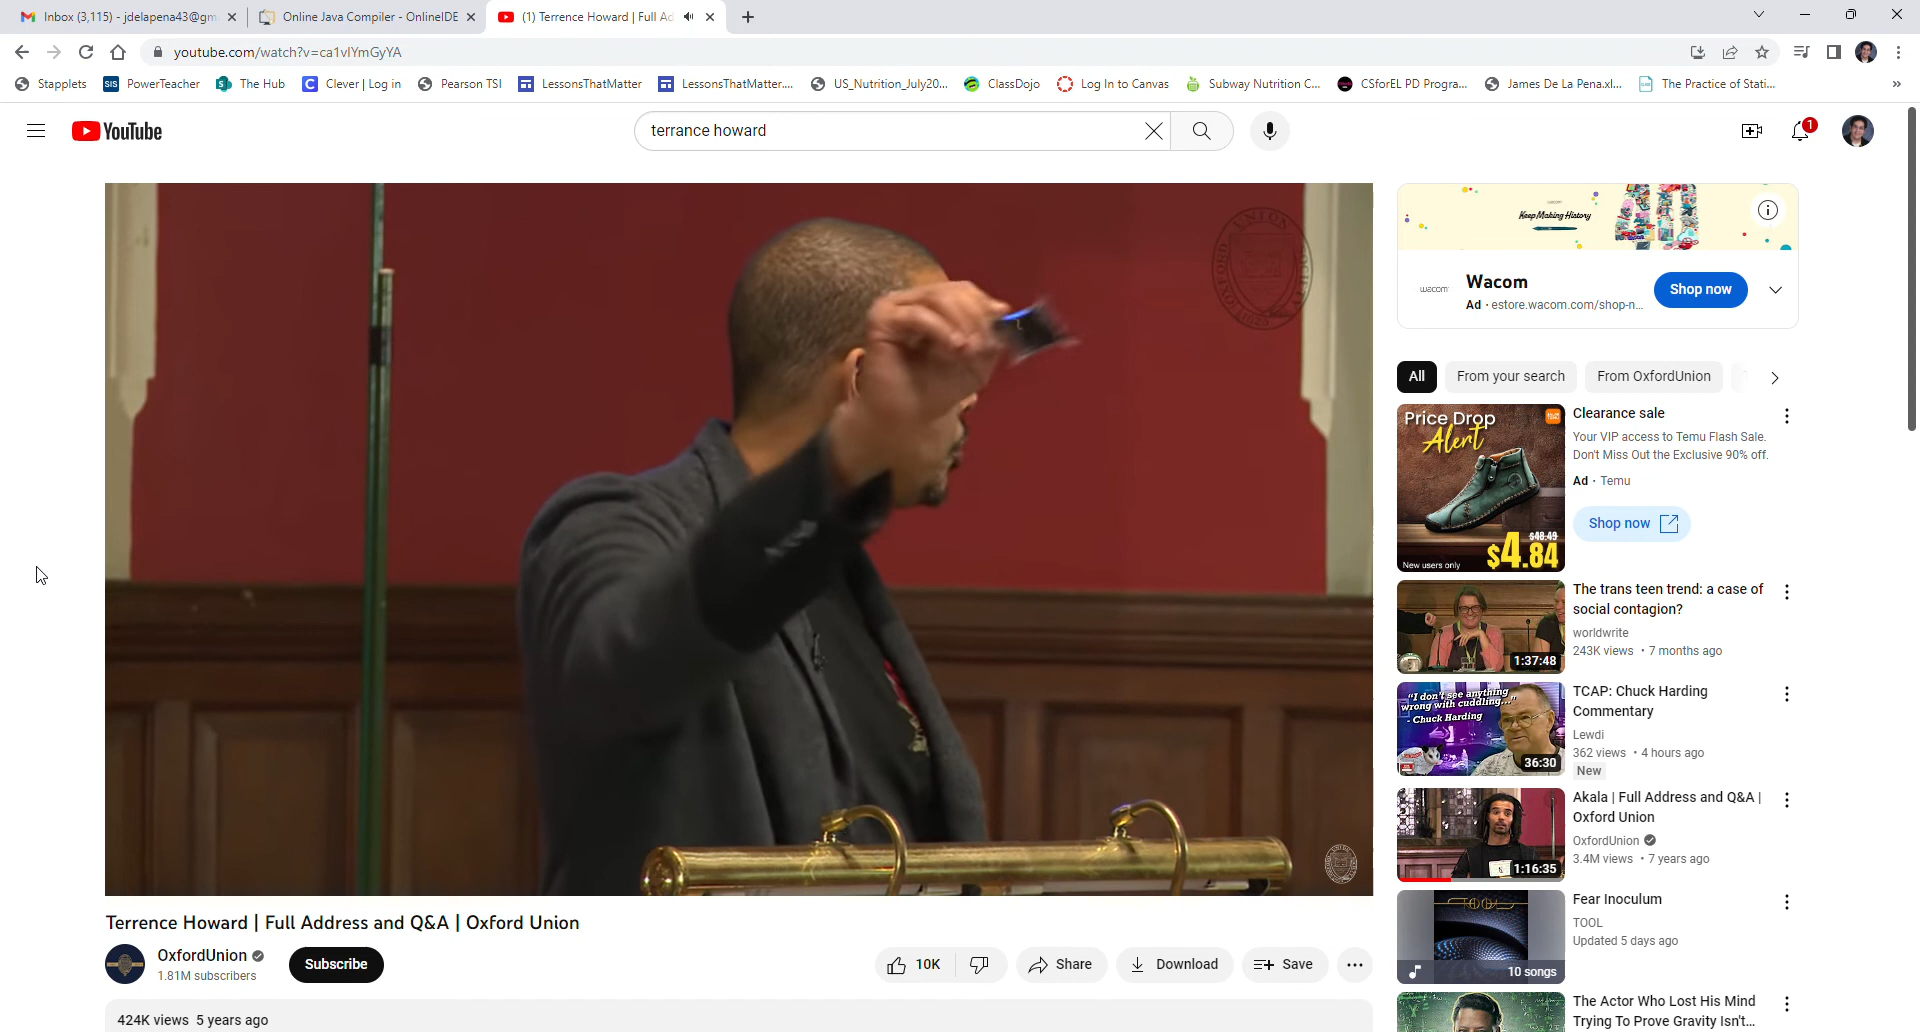 Inbox (3,115) - jdelapena43@gm
Online Java Compiler - OnlineIDE
(1) Terrence Howard | Full Ad
youtube.com/watch?v=ca1vlYmGyYA
Stapplets
SIS PowerTeacher
The Hub
Clever | Log in
Pearson TSI
LessonsThatMatter
LessonsThatMatter....
US_Nutrition_July20...
ClassDojo
Log In to Canvas
Subway Nutrition C...
CSforEL PD Progra...
James De La Pena.xl...
The Practice of Stati...
»
YouTube
terrance howard
1
Keep Making History
40
wacom
Wacom
Ad · estore.wacom.com/shop-n...
Shop now
All
From your search
From OxfordUnion
Price Drop
Alert
$48.49
$4.84
New users only
Clearance sale
Your VIP access to Temu Flash Sale.
Don't Miss Out the Exclusive 90% off.
Ad · Temu
Shop now
1:37:48
The trans teen trend: a case of
social contagion?
worldwrite
243K views · 7 months ago
"I don't see anything
wrong with cuddling..."
- Chuck Harding
36:30
TCAP: Chuck Harding
Commentary
Lewdi
362 views · 4 hours ago
New
1:16:35
Akala | Full Address and Q&A |
Oxford Union
OxfordUnion
3.4M views · 7 years ago
TOOL
10 songs
Fear Inoculum
TOOL
Updated 5 days ago
The Actor Who Lost His Mind
Trying To Prove Gravity Isn't...
Terrence Howard | Full Address and Q&A | Oxford Union
OxfordUnion
1.81M subscribers
Subscribe
10K
Share
Download
Save
424K views 5 years ago